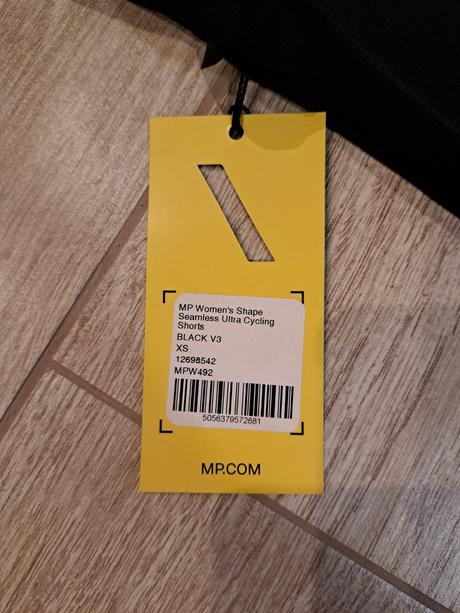 MP Women's Shape
Seamless Ultra Cycling
Shorts
BLACK V3
XS
12698542
MPW492
5056379572681
MP.COM